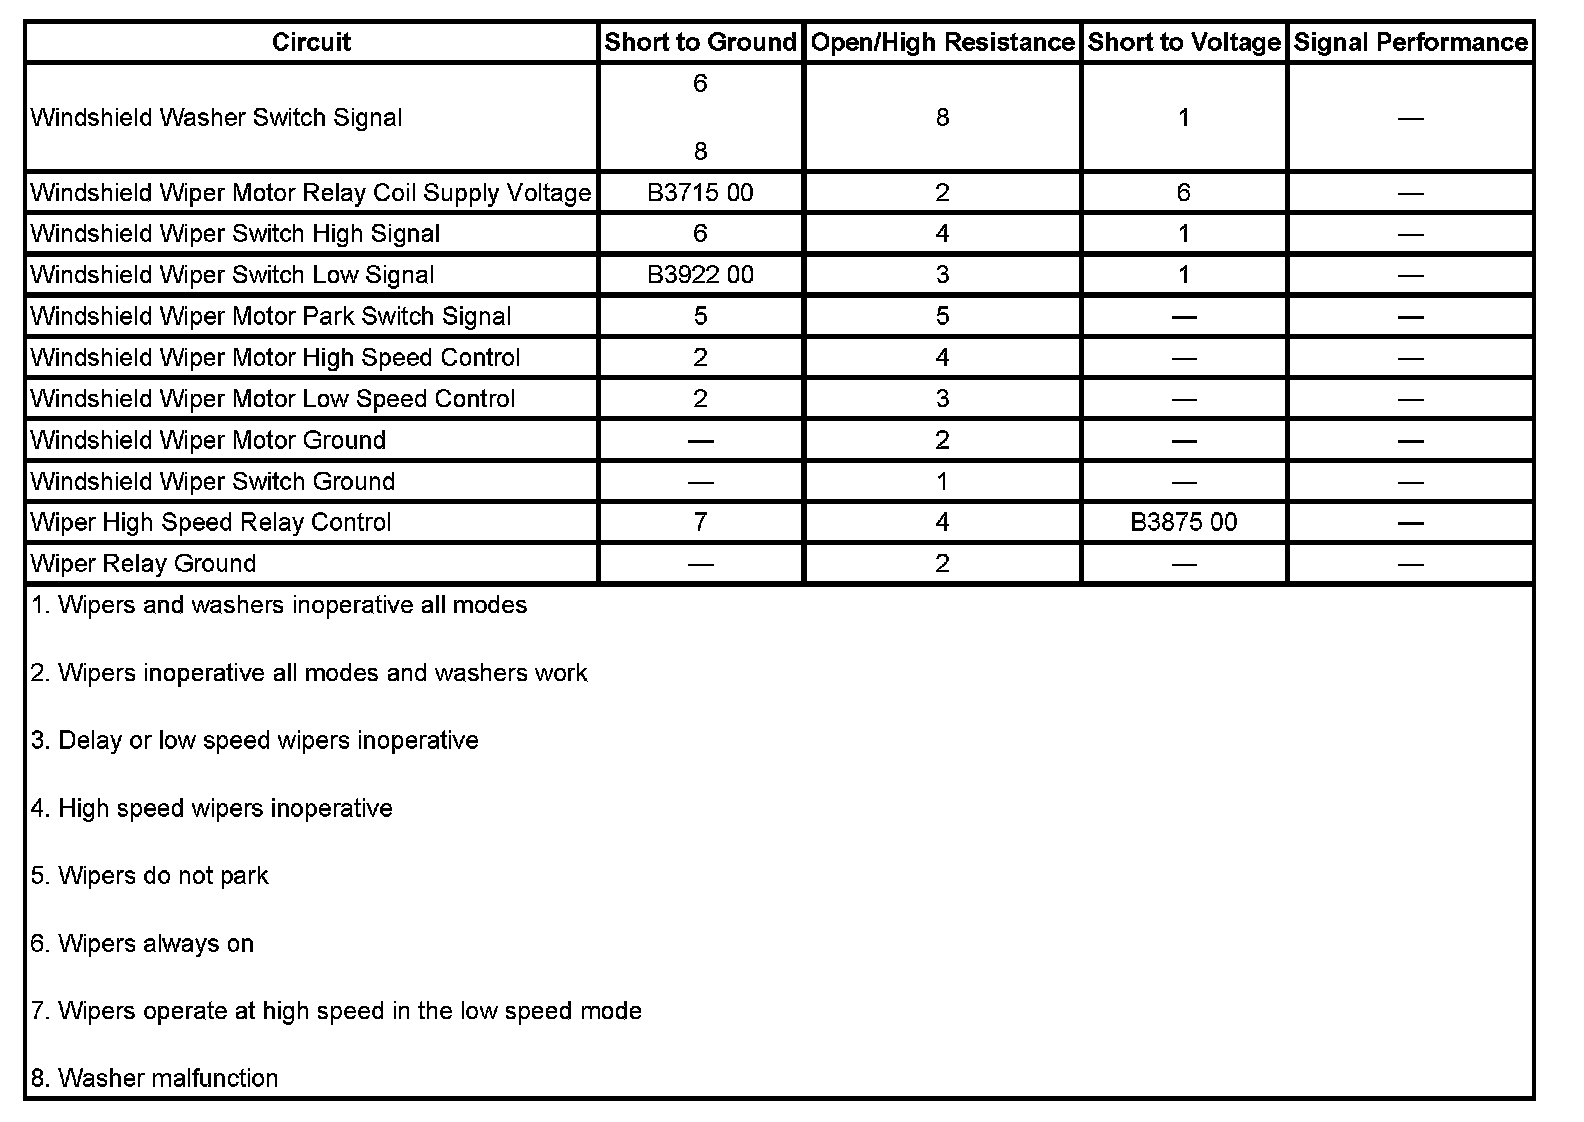 Circuit Short to Ground Open/High Resistance Short to Voltage Signal Performance
6
Windshield Washer Switch Signal 8 1 —
8
Windshield Wiper Motor Relay Coil Supply Voltage B3715 00 2 6 —
Windshield Wiper Switch High Signal 6 4 1 —
Windshield Wiper Switch Low Signal B3922 00 3 1 —
Windshield Wiper Motor Park Switch Signal 5 5 — —
Windshield Wiper Motor High Speed Control 2 4 — —
Windshield Wiper Motor Low Speed Control 2 3 — —
Windshield Wiper Motor Ground — 2 — —
Windshield Wiper Switch Ground — 1 — —
Wiper High Speed Relay Control 7 4 B3875 00 —
Wiper Relay Ground — 2 — —
1. Wipers and washers inoperative all modes
2. Wipers inoperative all modes and washers work
3. Delay or low speed wipers inoperative
4. High speed wipers inoperative
5. Wipers do not park
6. Wipers always on
7. Wipers operate at high speed in the low speed mode
8. Washer malfunction